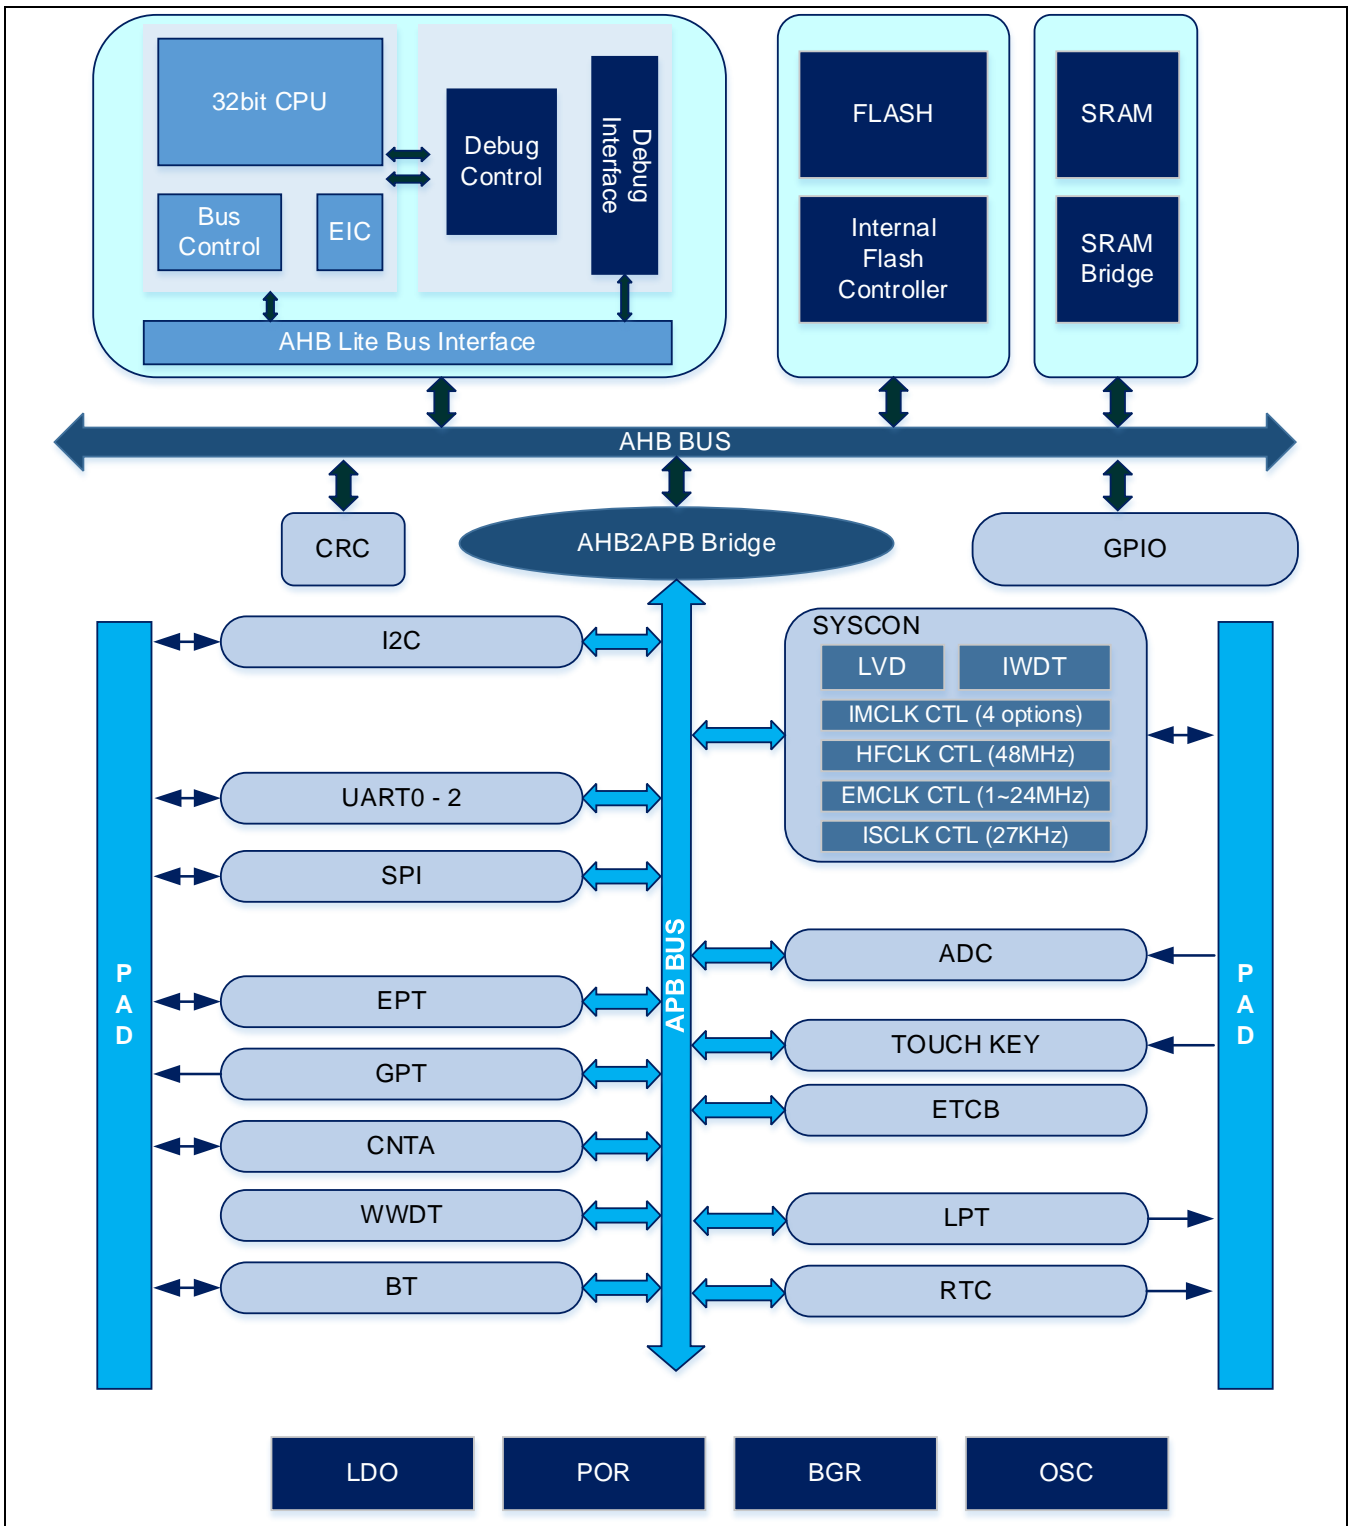 32bit CPU
Bus
Control
EIC
Debug
Control
Debug
Interface
AHB Lite Bus Interface
FLASH
Internal
Flash
Controller
SRAM
SRAM
Bridge
AHB BUS
CRC
AHB2APB Bridge
GPIO
PAD
I2C
UART0 - 2
SPI
EPT
GPT
CNTA
WWDT
BT
APB BUS
SYSCON
LVD
IWDT
IMCLK CTL (4 options)
HFCLK CTL (48MHz)
EMCLK CTL (1~24MHz)
ISCLK CTL (27KHz)
ADC
TOUCH KEY
ETCB
LPT
RTC
PAD
LDO
POR
BGR
OSC